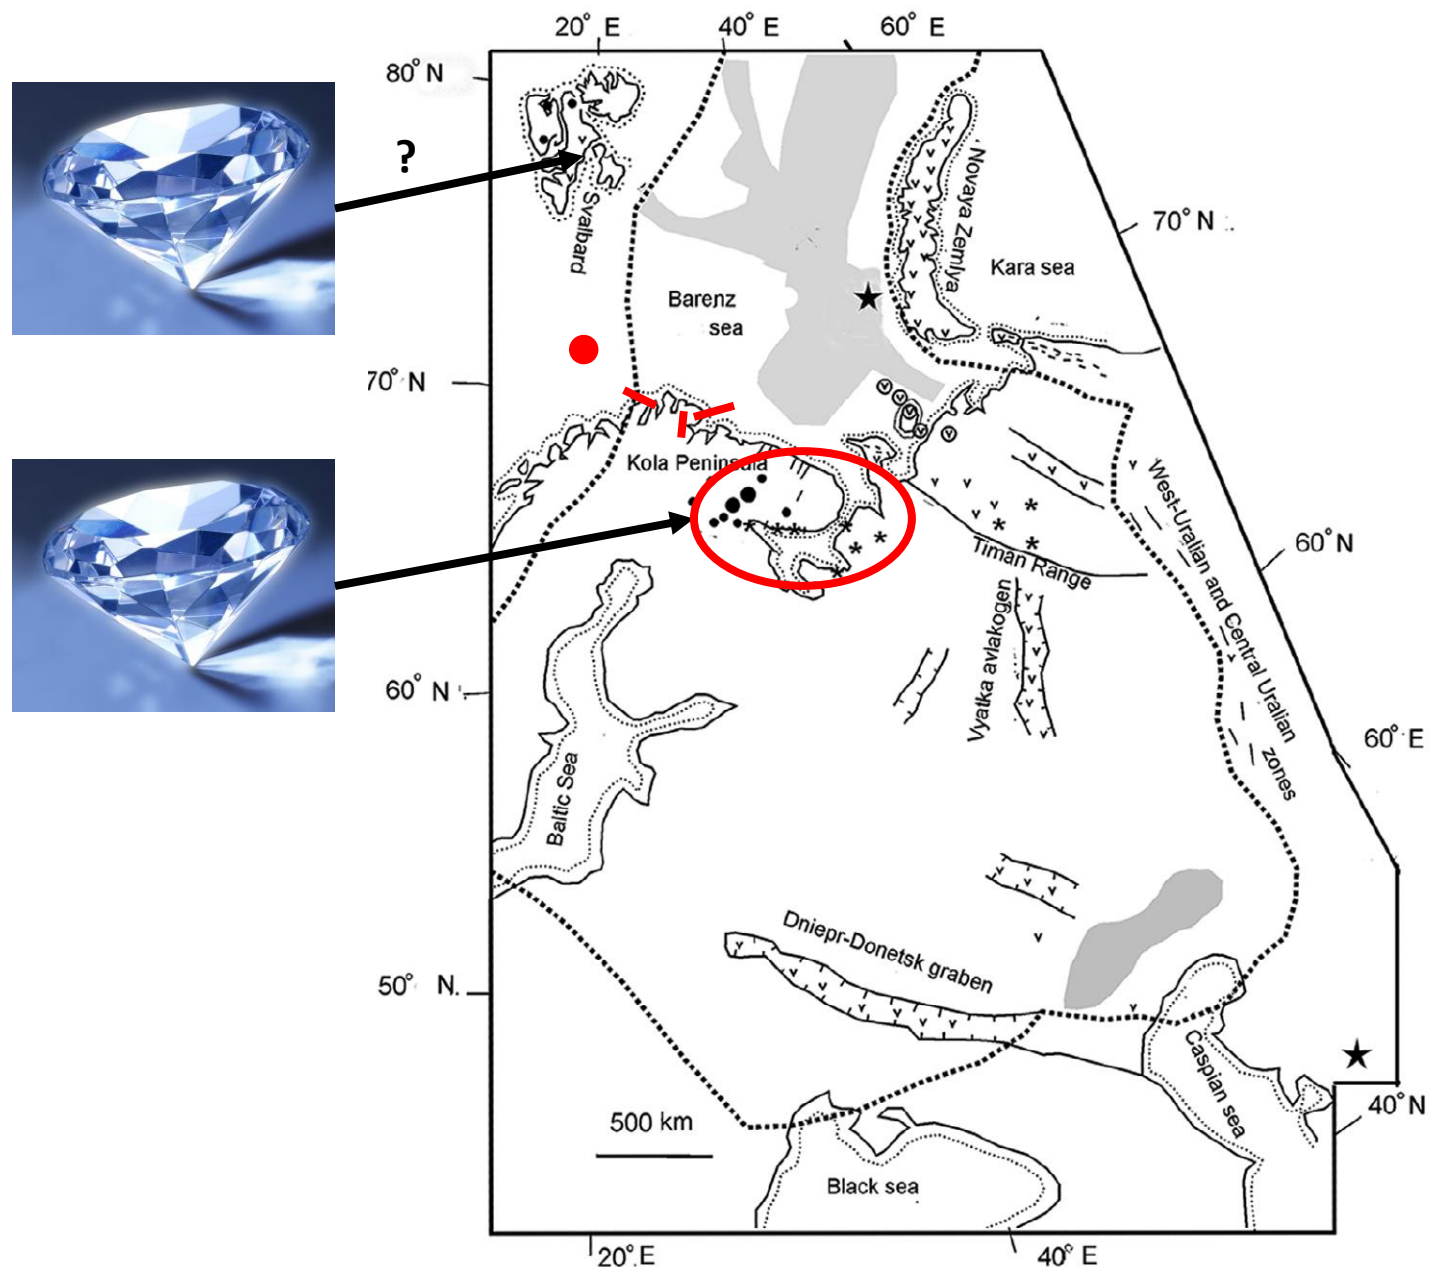 20° E
40° E
60° E
80° N
?
Svalbard
Novaya Zemlya
70° N
Kara sea
Barenz
sea
70° N
Kola Peninsula
West-Uralian and Central Uralian
zones
60° N
Timan Range
Vyatka avlakogen
60° N
60° E
Baltic Sea
Dniepr-Donetsk graben
50° N.
Caspian sea
40° N
500 km
Black sea
20° E
40° E